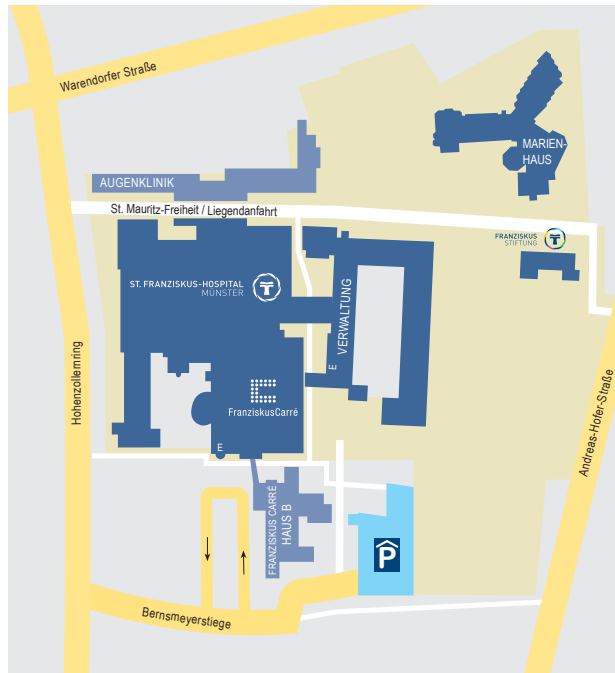 Warendorfer Straße
MARIEN-
HAUS
AUGENKLINIK
St. Mauritz-Freiheit / Liegendanfahrt
FRANZISKUS
STIFTUNG
ST. FRANZISKUS-HOSPITAL
MÜNSTER
VERWALTUNG
E
Hohenzollernring
FranziskusCarré
Andreas-Hofer-Straße
E
FRANZISKUS CARRÉ
HAUS B
P
Bernsmeyerstiege